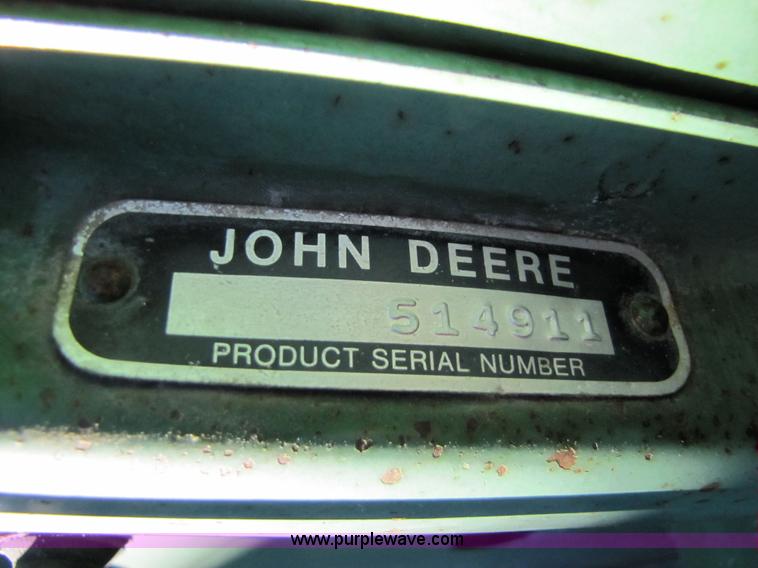 JOHN DEERE
514911
PRODUCT SERIAL NUMBER
www.purplewave.com